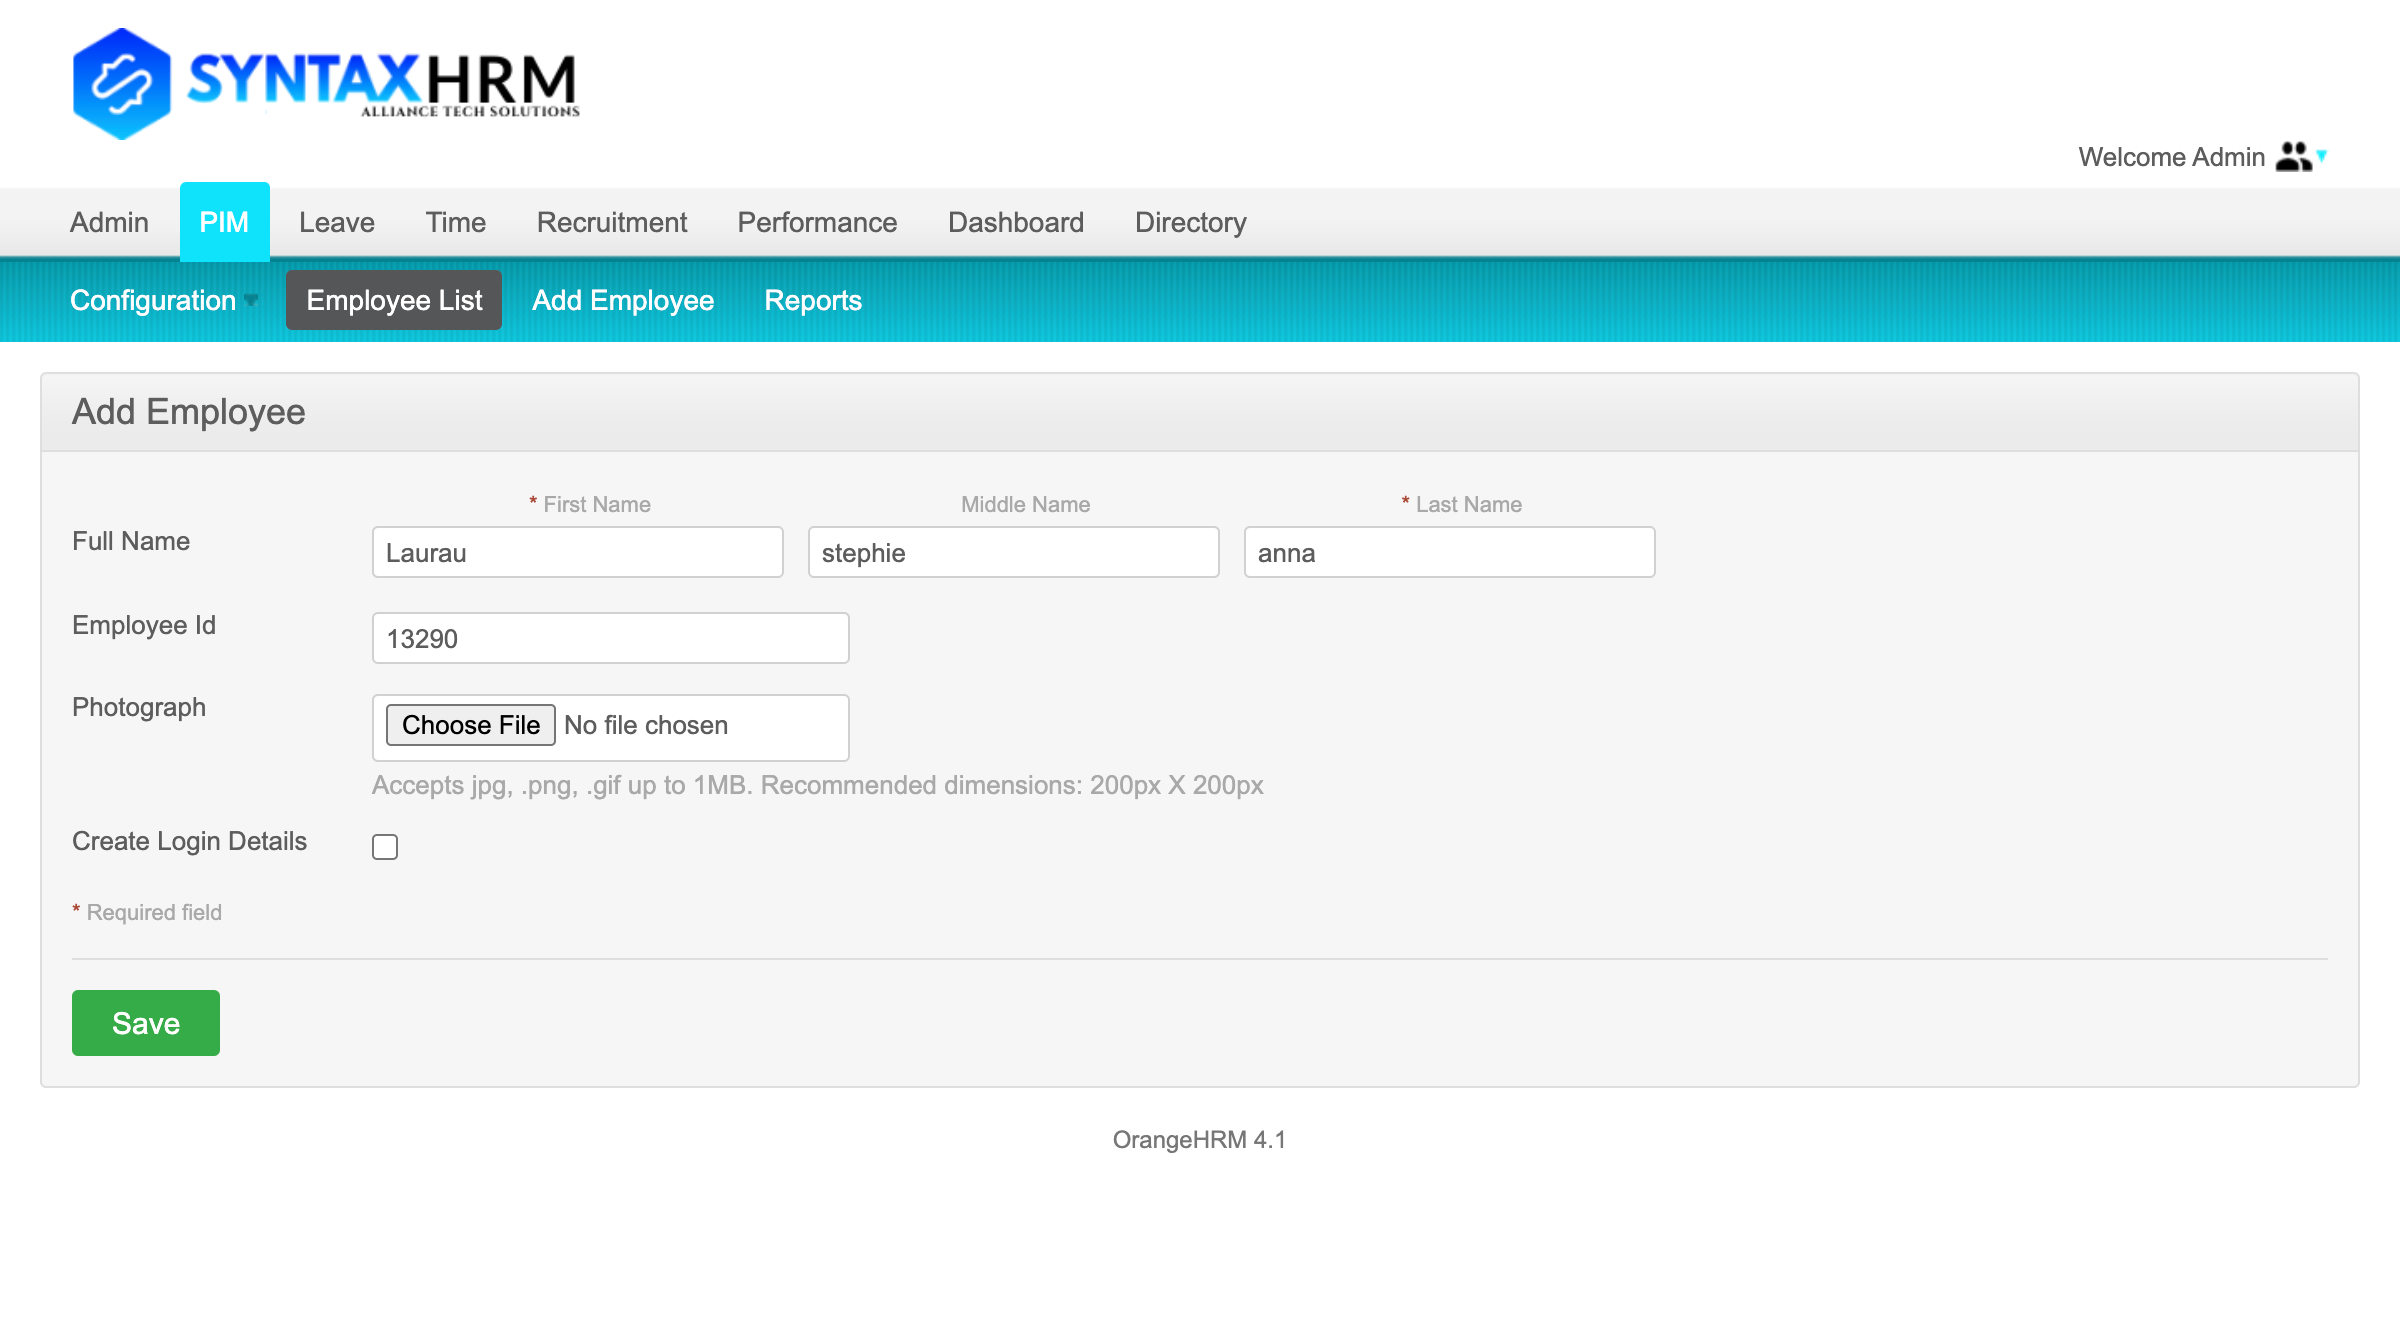 SYNTAXHRM
ALLIANCE TECH SOLUTIONS
Welcome Admin
Admin PIM Leave Time Recruitment Performance Dashboard Directory
Configuration Employee List Add Employee Reports
Add Employee
* First Name Middle Name * Last Name
Full Name Laurau stephie anna
Employee Id 13290
Photograph Choose File No file chosen
Accepts jpg, .png, .gif up to 1MB. Recommended dimensions: 200px X 200px
Create Login Details
* Required field
Save
OrangeHRM 4.1